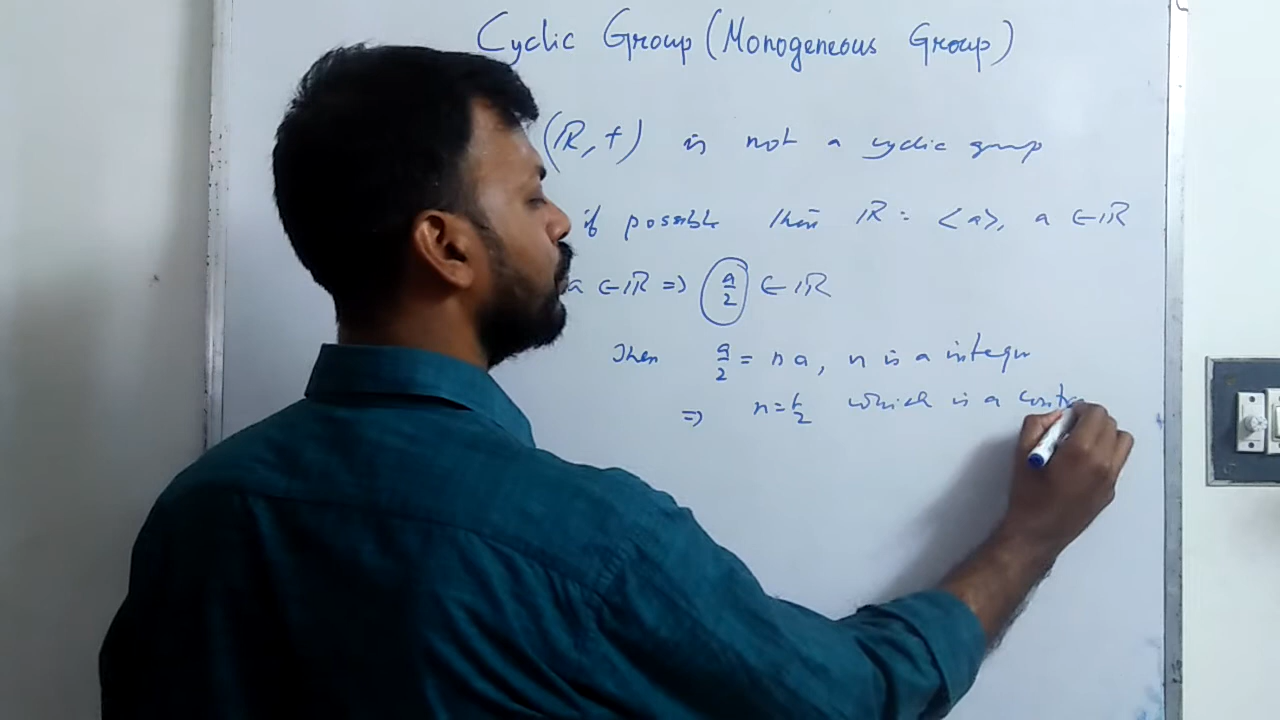 Cyclic Group (Monogeneous Group)
(ℝ, +) is not a cyclic group
if possible then ℝ = <a>, a ∈ ℝ
a ∈ ℝ ⇒ a/2 ∈ ℝ
Then a/2 = na, n is a integer
⇒ n = 1/2 which is a contra